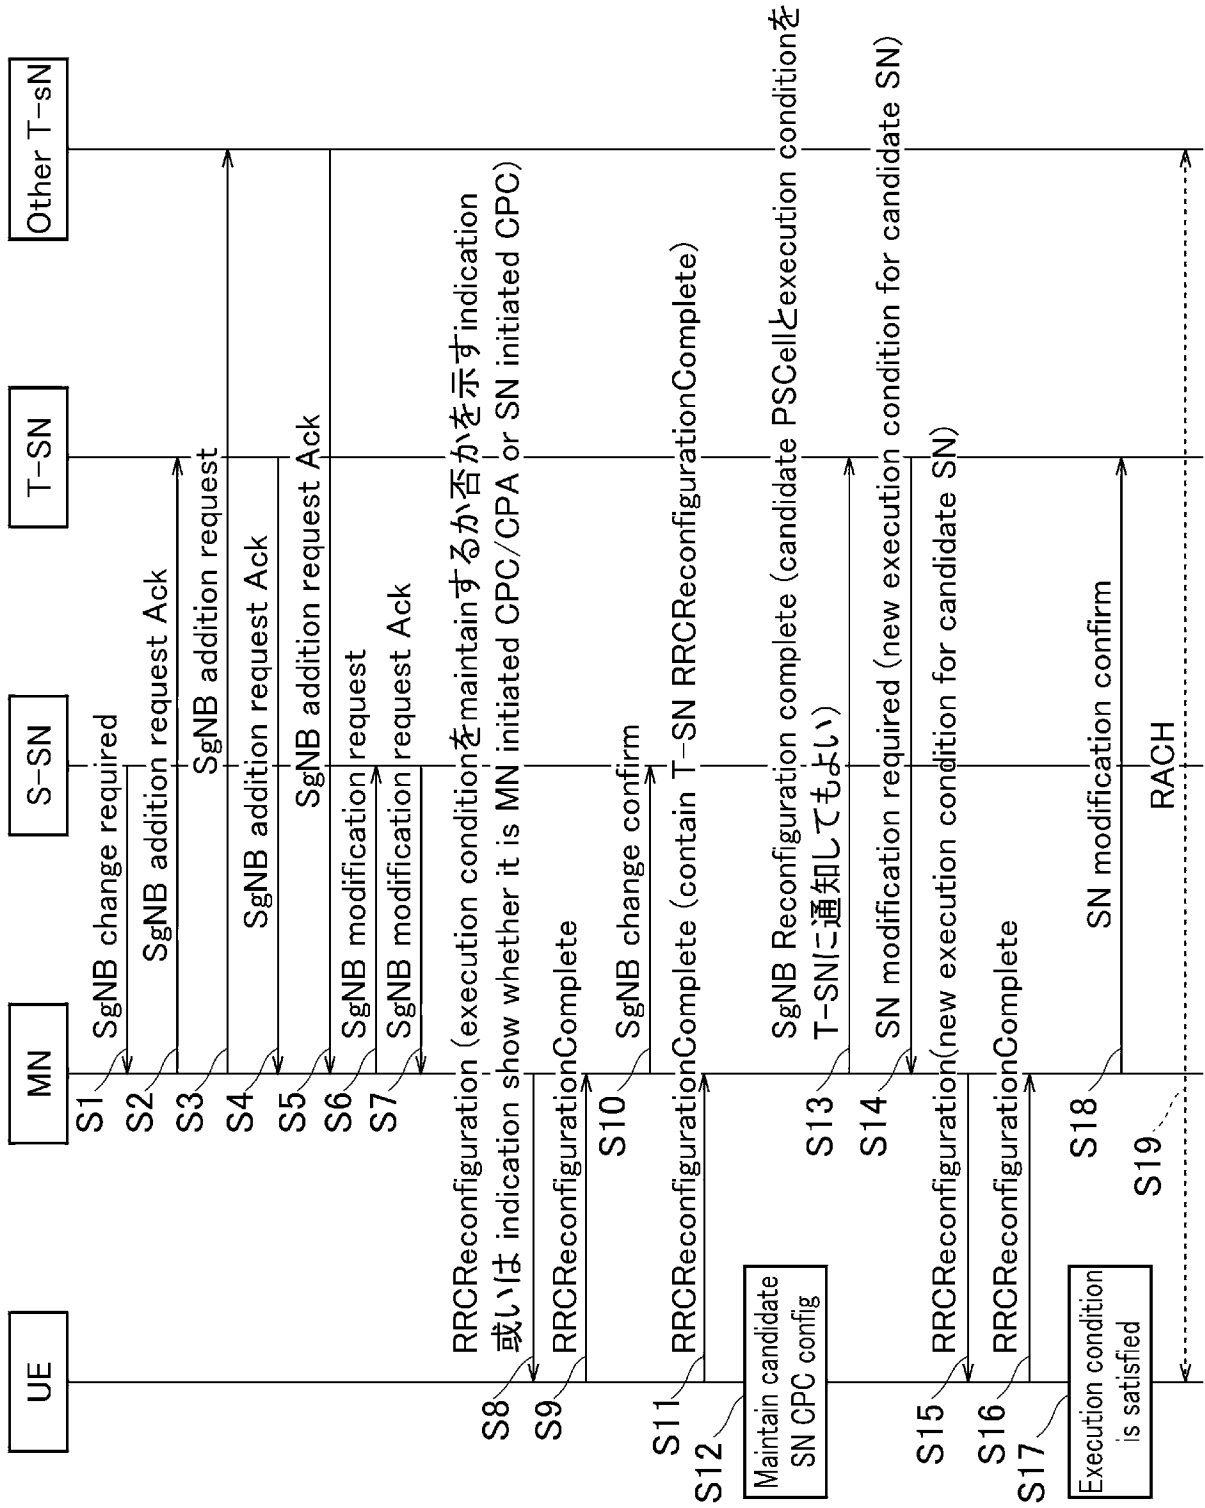 UE
MN
S-SN
T-SN
Other T-sN
S1
SgNB change required
S2
SgNB addition request Ack
S3
SgNB addition request
S4
SgNB addition request Ack
S5
SgNB addition request Ack
S6
SgNB modification request
S7
SgNB modification request Ack
RRCReconfiguration (execution conditionをmaintainするか否かを示すindication
或いは indication show whether it is MN initiated CPC/CPA or SN initiated CPC)
S8
RRCReconfigurationComplete
S9
SgNB change confirm
S10
RRCReconfigurationComplete (contain T-SN RRCReconfigurationComplete)
S11
S12
Maintain candidate
SN CPC config
SgNB Reconfiguration complete (candidate PSCellとexecution conditionを
T-SNに通知してもよい)
S13
SN modification required (new execution condition for candidate SN)
S14
RRCReconfiguration(new execution condition for candidate SN)
S15
RRCReconfigurationComplete
S16
S17
Execution condition
is satisfied
SN modification confirm
S18
RACH
S19